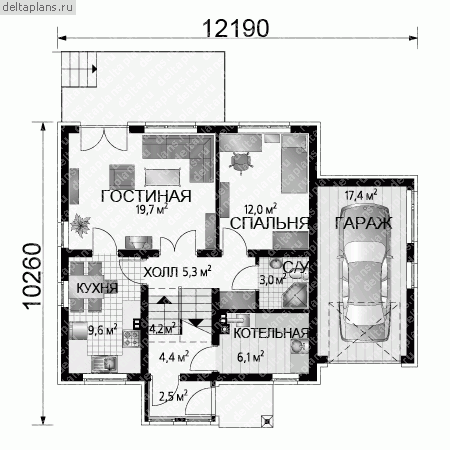 deltaplans.ru
12190
10260
ГОСТИНАЯ
19,7 м²
12,0 м²
СПАЛЬНЯ
17,4 м²
ГАРАЖ
ХОЛЛ 5,3 м²
С/У
3,0 м²
КУХНЯ
9,6 м²
4,2 м²
КОТЕЛЬНАЯ
6,1 м²
4,4 м²
2,5 м²